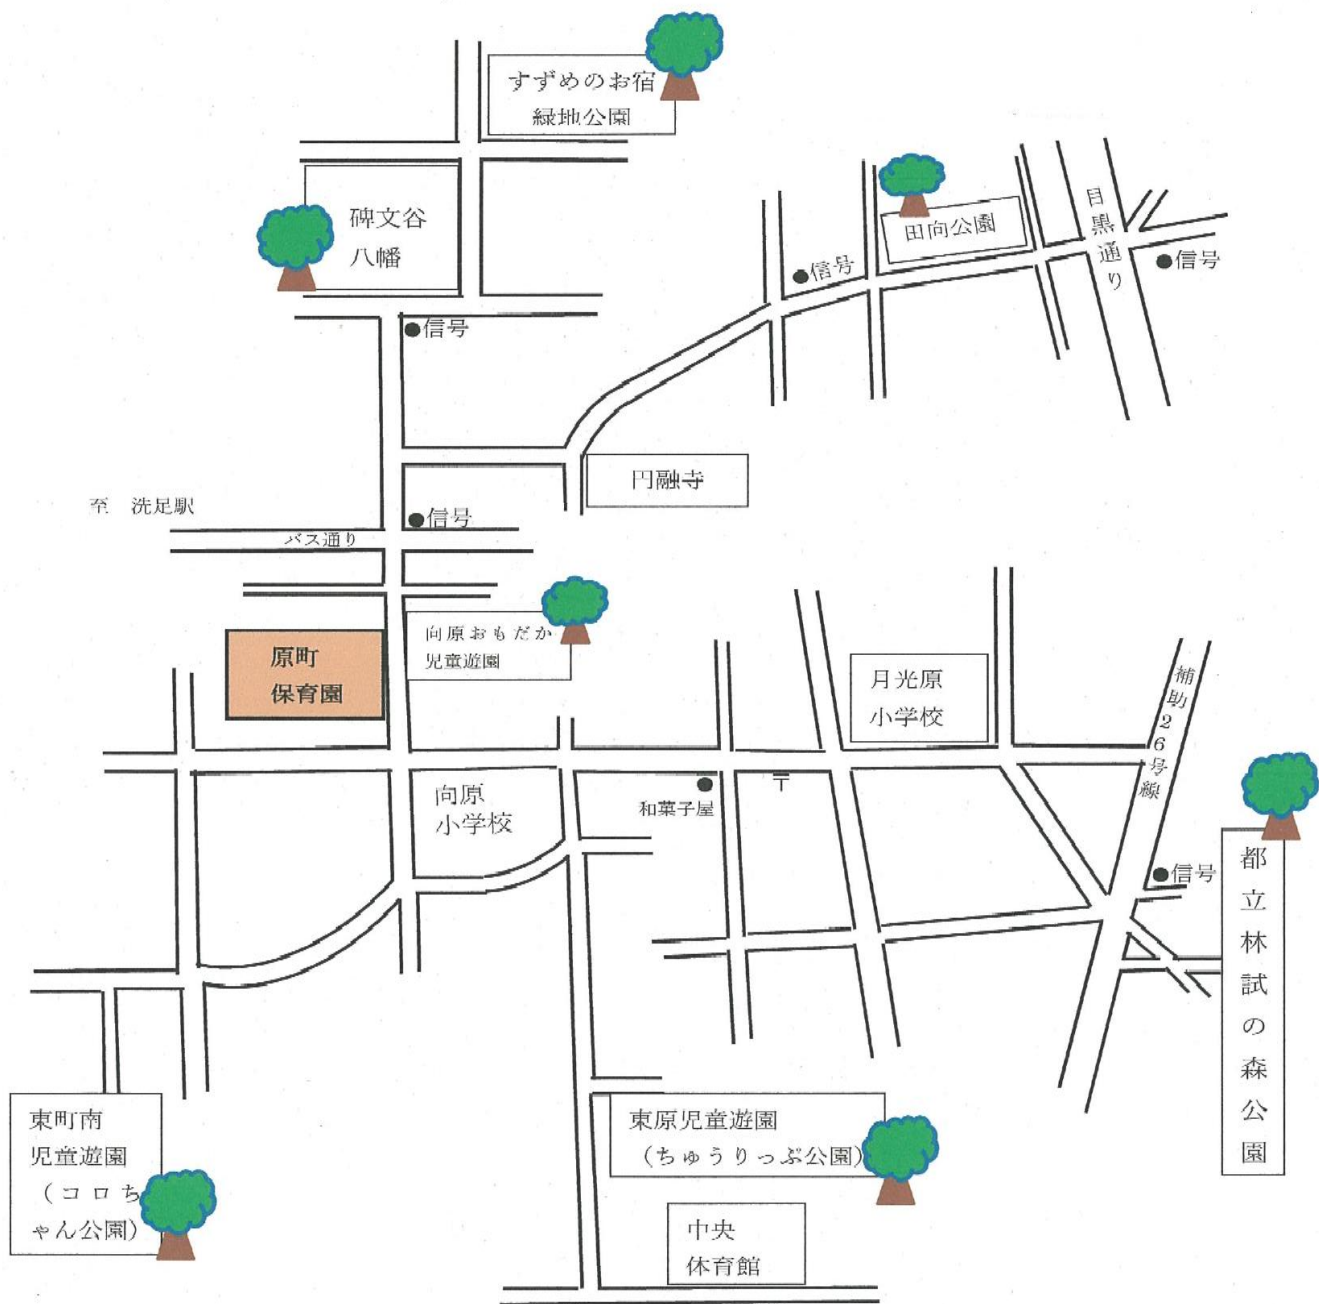 すずめのお宿
緑地公園
碑文谷
八幡
田向公園
目黒通り
●信号
●信号
●信号
円融寺
至　洗足駅
●信号
バス通り
向原おもだか
児童遊園
原町
保育園
月光原
小学校
補助26号線
向原
小学校
和菓子屋
〒
●信号
都立林試の森公園
東町南
児童遊園
（コロち
ゃん公園）
東原児童遊園
（ちゅうりっぷ公園）
中央
体育館